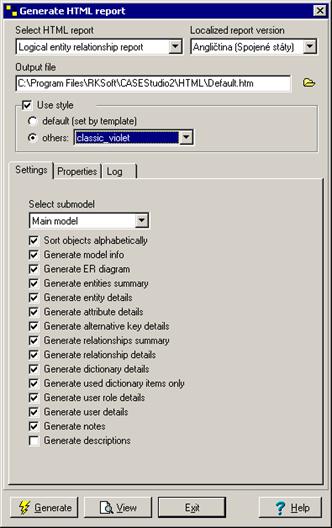 Generate HTML report
Select HTML report
Localized report version
Logical entity relationship report
Angličtina (Spojené státy)
Output file
C:\Program Files\RKSoft\CASEStudio2\HTML\Default.htm
Use style
default (set by template)
others:
classic_violet
Settings
Properties
Log
Select submodel
Main model
Sort objects alphabetically
Generate model info
Generate ER diagram
Generate entities summary
Generate entity details
Generate attribute details
Generate alternative key details
Generate relationships summary
Generate relationship details
Generate dictionary details
Generate used dictionary items only
Generate user role details
Generate user details
Generate notes
Generate descriptions
Generate
View
Exit
? Help